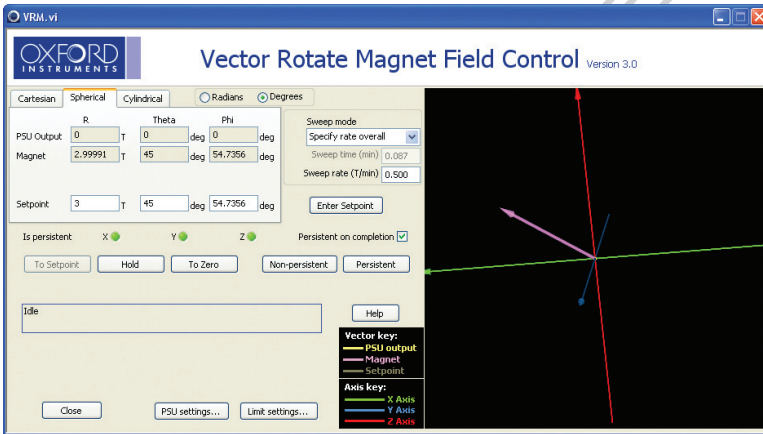 VRM.vi
OXFORD
INSTRUMENTS
Vector Rotate Magnet Field Control Version 3.0
Cartesian Spherical Cylindrical Radians Degrees
R Theta Phi
PSU Output 0 T 0 deg 0 deg
Magnet 2.99991 T 45 deg 54.7356 deg
Setpoint 3 T 45 deg 54.7356 deg
Sweep mode
Specify rate overall
Sweep time (min) 0.087
Sweep rate (T/min) 0.500
Enter Setpoint
Is persistent X Y Z Persistent on completion
To Setpoint Hold To Zero Non-persistent Persistent
Idle
Help
Vector key:
PSU output
Magnet
Setpoint
Axis key:
X Axis
Y Axis
Z Axis
Close PSU settings... Limit settings...